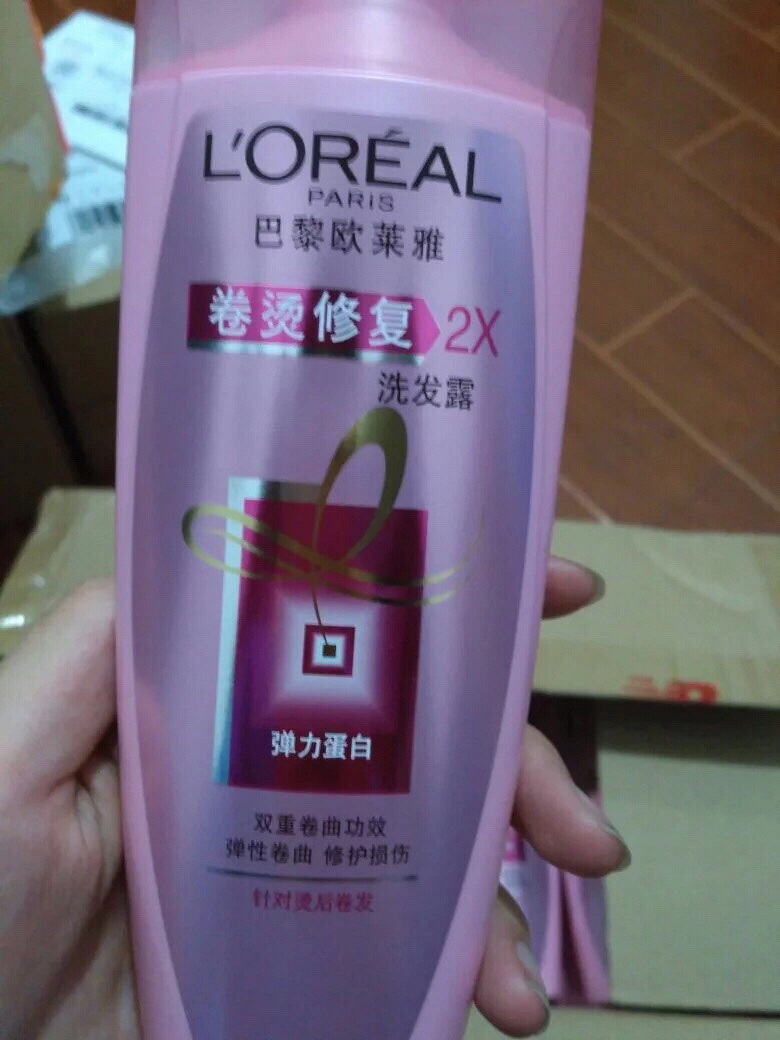 L'ORÉAL
PARIS
巴黎欧莱雅
卷烫修复 2X
洗发露
弹力蛋白
双重卷曲功效
弹性卷曲 修护损伤
针对烫后卷发